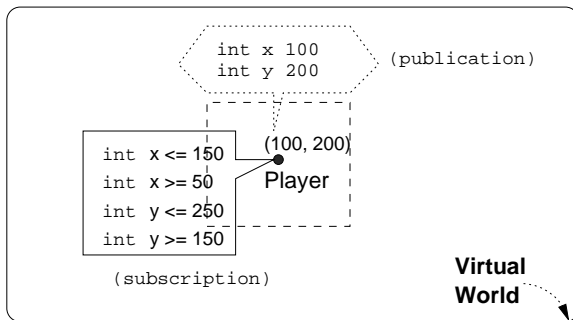 int x 100
int y 200
(publication)
(100, 200)
Player
int x <= 150
int x >= 50
int y <= 250
int y >= 150
(subscription)
Virtual
World